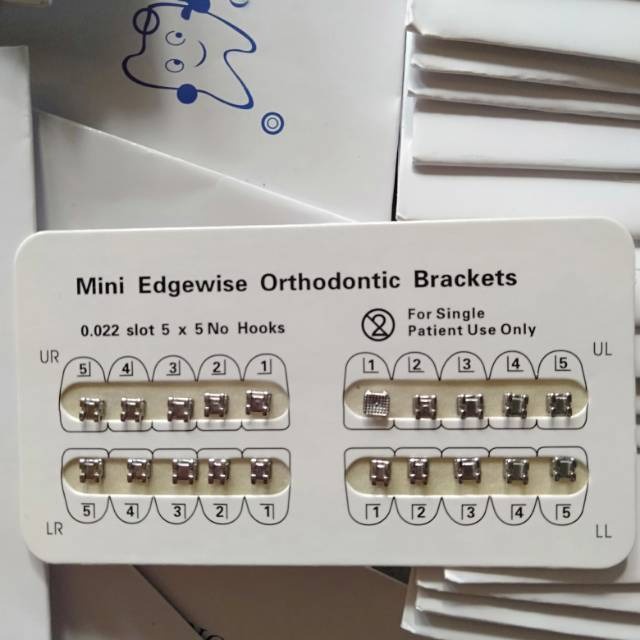 Mini Edgewise Orthodontic Brackets
0.022 slot 5 x 5 No Hooks
For Single
Patient Use Only
UR
UL
5 4 3 2 1
1 2 3 4 5
5 4 3 2 1
1 2 3 4 5
LR
LL